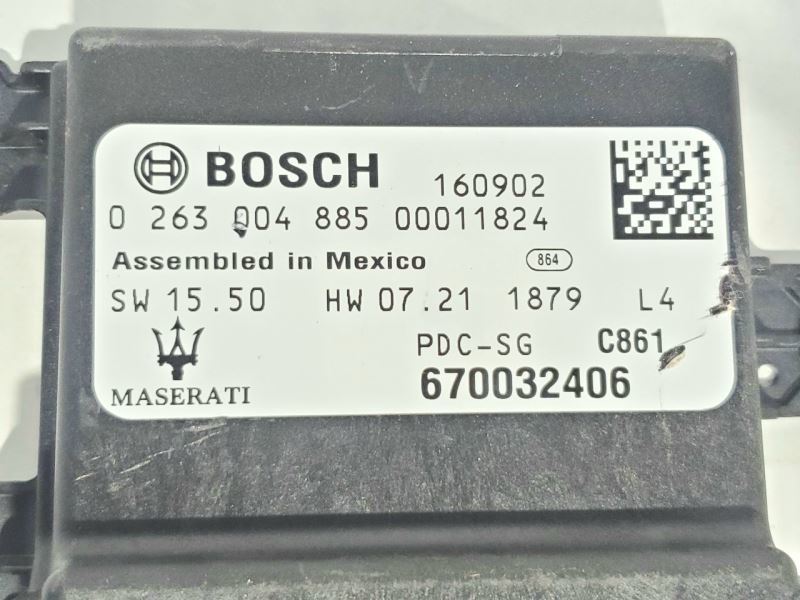 BOSCH 160902
0 263 004 885 00011824
Assembled in Mexico 864
SW 15.50 HW 07.21 1879 L4
PDC-SG C861
MASERATI 670032406